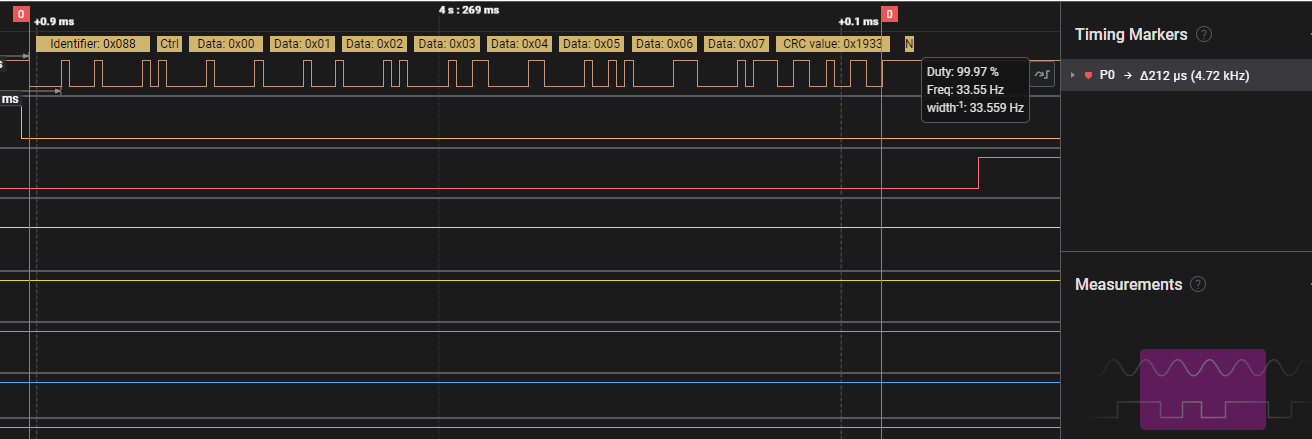 4 s : 269 ms
0
+0.9 ms
+0.1 ms
0
Identifier: 0x088
Ctrl
Data: 0x00
Data: 0x01
Data: 0x02
Data: 0x03
Data: 0x04
Data: 0x05
Data: 0x06
Data: 0x07
CRC value: 0x1933
N
s
ms
Duty: 99.97 %
Freq: 33.55 Hz
width-1: 33.559 Hz
Timing Markers ?
P0 → Δ212 µs (4.72 kHz)
Measurements ?